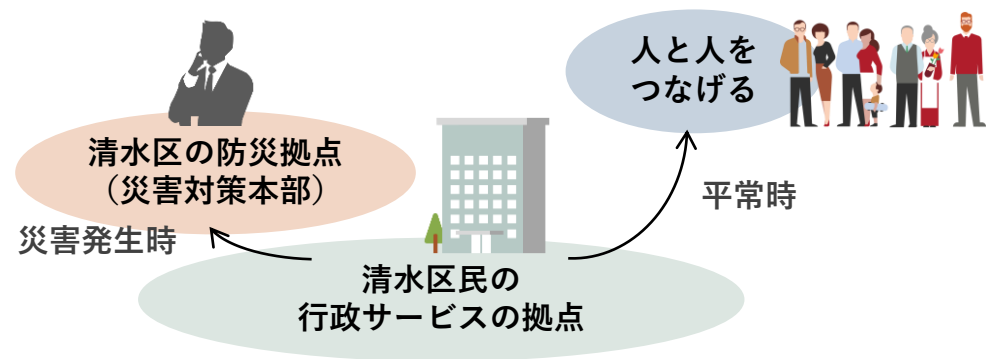 人と人を
つなげる
清水区の防災拠点
（災害対策本部）
平常時
災害発生時
清水区民の
行政サービスの拠点